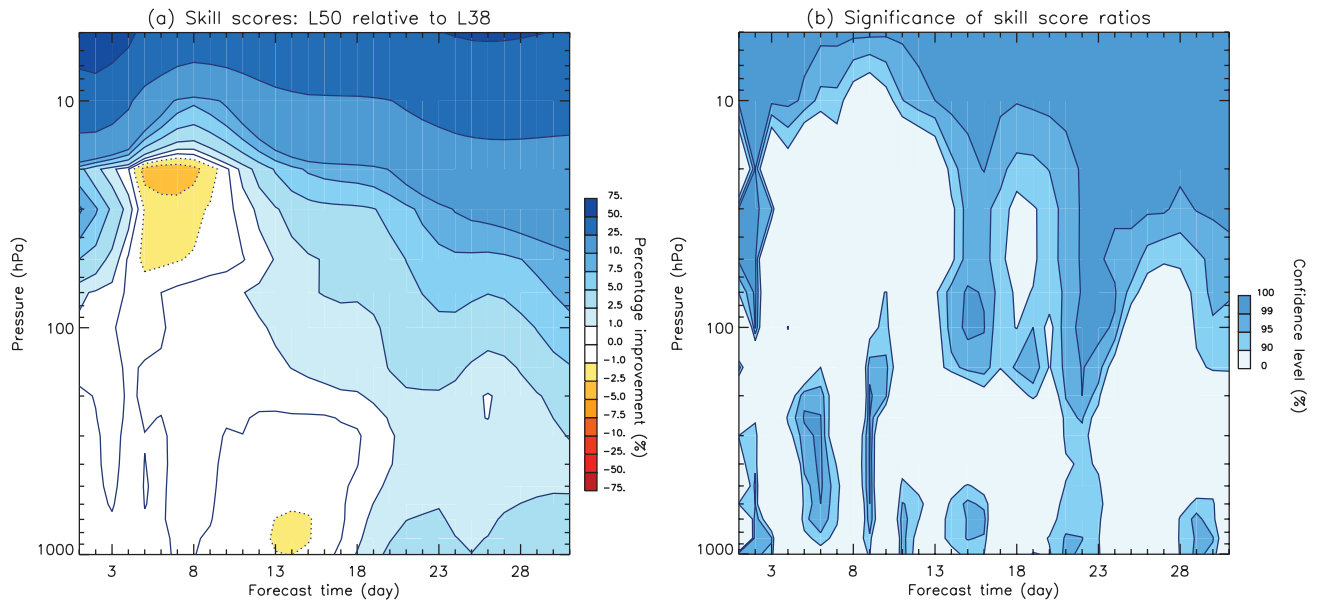 (a) Skill scores: L50 relative to L38
Pressure (hPa)
10
100
1000
3 8 13 18 23 28
Forecast time (day)
75.
50.
25.
10.
7.5
5.0
2.5
1.0
0.0
-1.0
-2.5
-5.0
-7.5
-10.
-25.
-50.
-75.
Percentage improvement (%)
(b) Significance of skill score ratios
Pressure (hPa)
10
100
1000
3 8 13 18 23 28
Forecast time (day)
100
99
95
90
0
Confidence level (%)